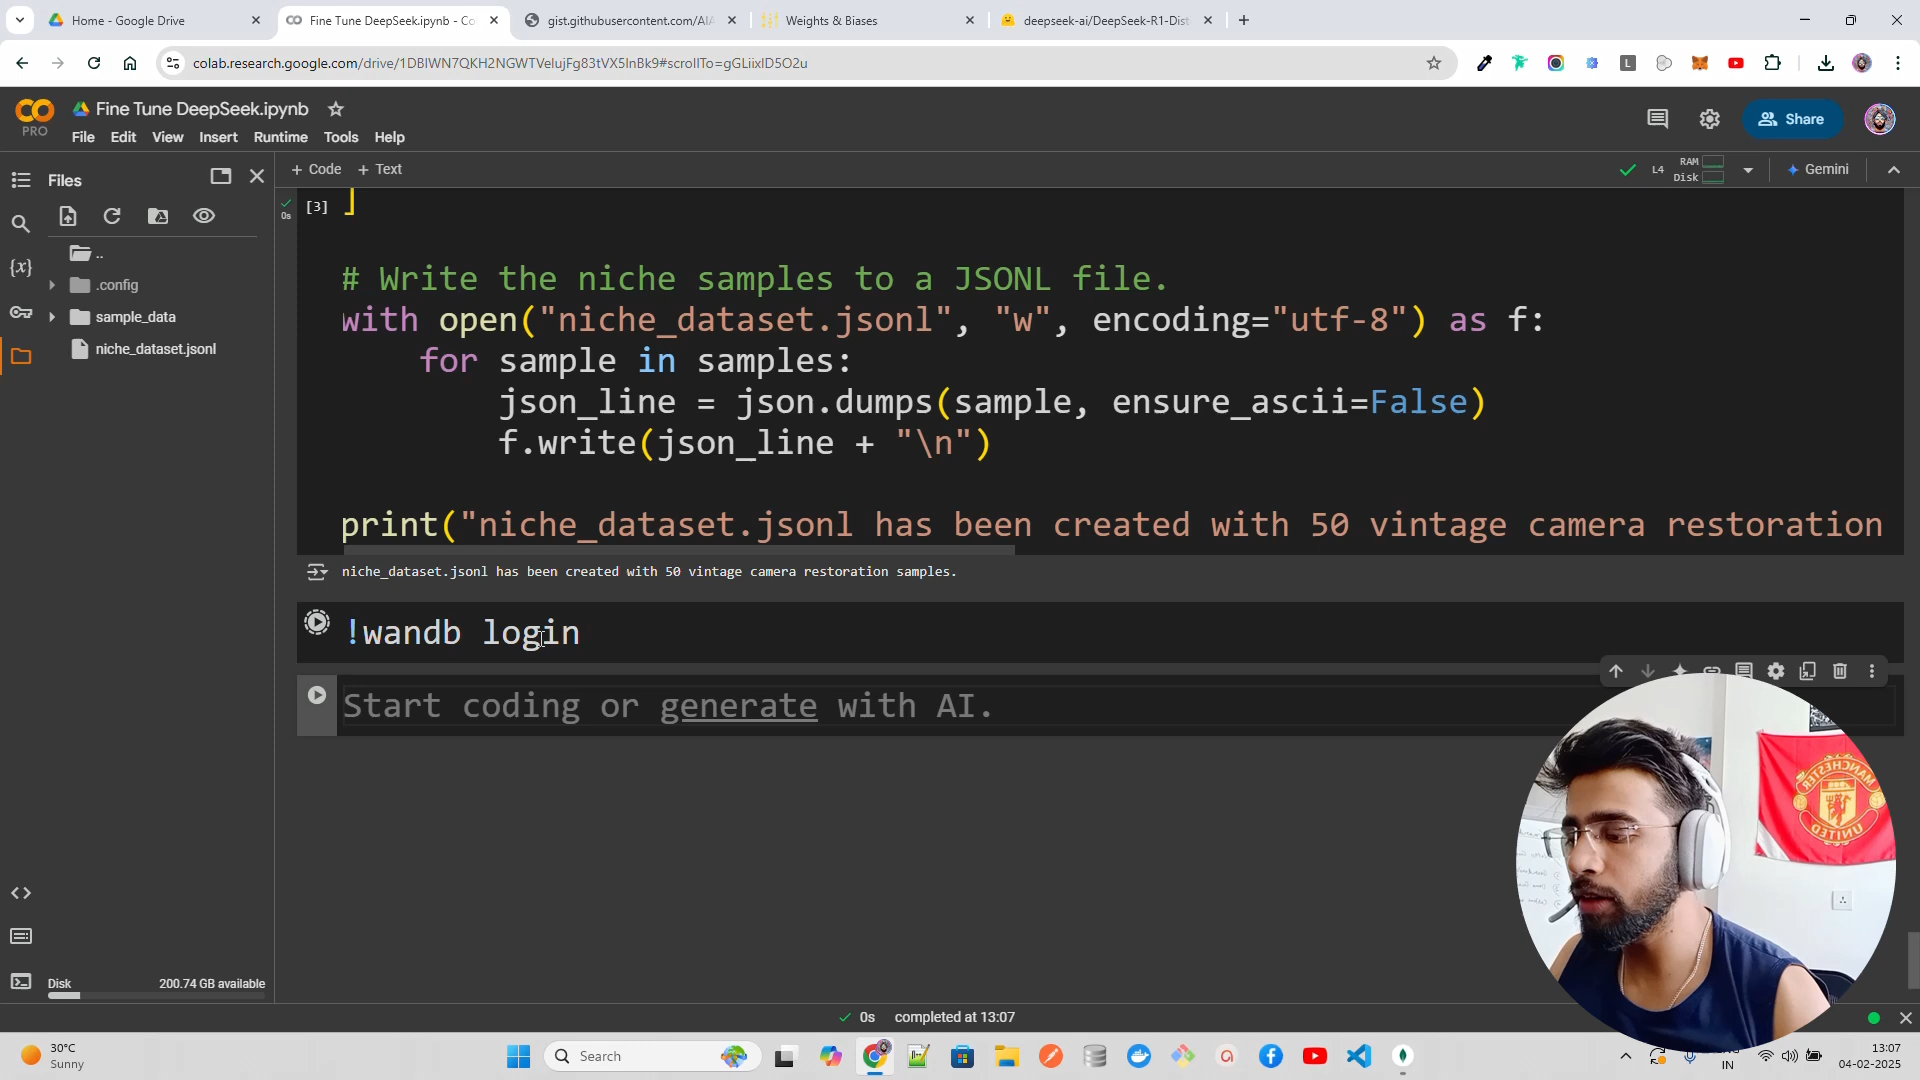 Home - Google Drive
Fine Tune DeepSeek.ipynb - Co
gist.githubusercontent.com/AIA
Weights & Biases
deepseek-ai/DeepSeek-R1-Dist
colab.research.google.com/drive/1DBIWN7QKH2NGWTVelujFg83tVX5InBk9#scrollTo=gGLiixID5O2u
Fine Tune DeepSeek.ipynb
PRO
File Edit View Insert Runtime Tools Help
Share
Files
+ Code + Text
L4
RAM
Disk
Gemini
..
.config
sample_data
niche_dataset.jsonl
0s
[3]
]
# Write the niche samples to a JSONL file.
with open("niche_dataset.jsonl", "w", encoding="utf-8") as f:
for sample in samples:
json_line = json.dumps(sample, ensure_ascii=False)
f.write(json_line + "\n")
print("niche_dataset.jsonl has been created with 50 vintage camera restoration
niche_dataset.jsonl has been created with 50 vintage camera restoration samples.
!wandb login
Start coding or generate with AI.
MANCHESTER
UNITED
Disk 200.74 GB available
0s completed at 13:07
30°C
Sunny
Search
IN
13:07
04-02-2025